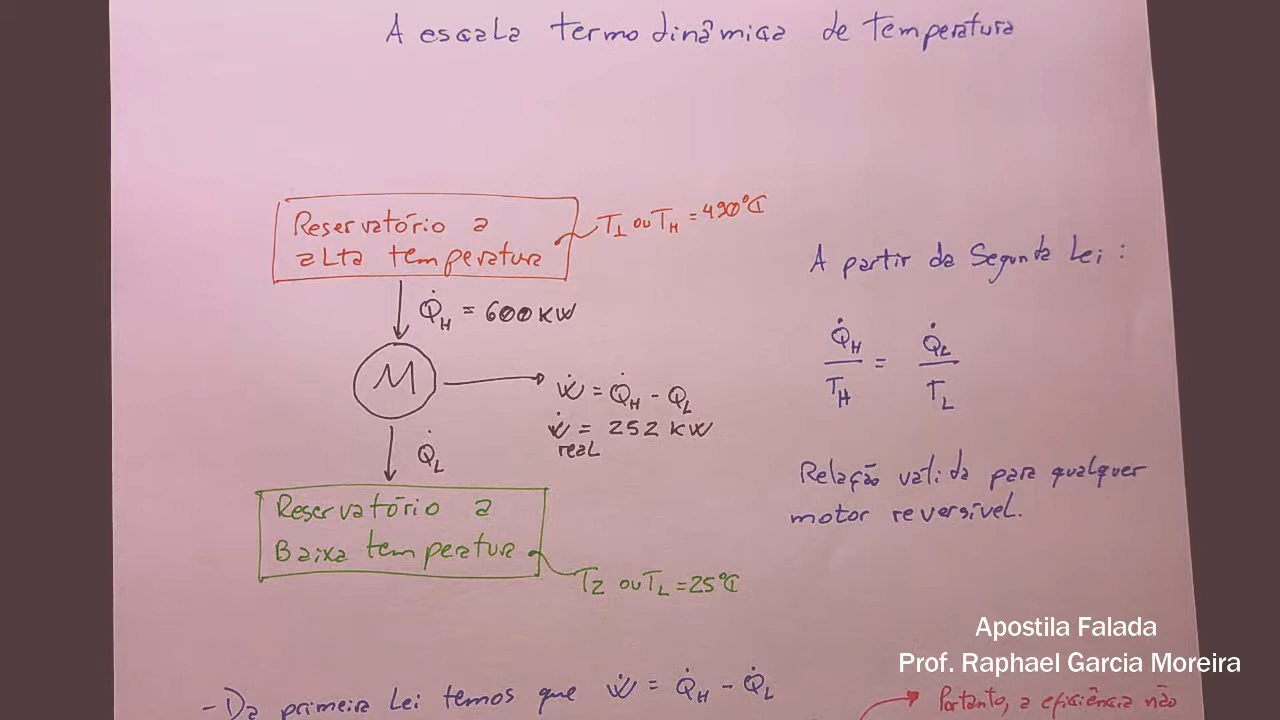 A escala termodinâmica de temperatura
Reservatório a
alta temperatura
T1 ou TH = 490°C
Q̇H = 600 kW
M
Ẇ = Q̇H - QL
Ẇ = 252 kW
real
Q̇L
Reservatório a
Baixa temperatura
T2 ou TL = 25°C
A partir da Segunda Lei :
Q̇H/TH = Q̇L/TL
Relação valida para qualquer
motor reversível.
Apostila Falada
Prof. Raphael Garcia Moreira
- Da primeira Lei temos que Ẇ = Q̇H - Q̇L
Portanto, a eficiência não